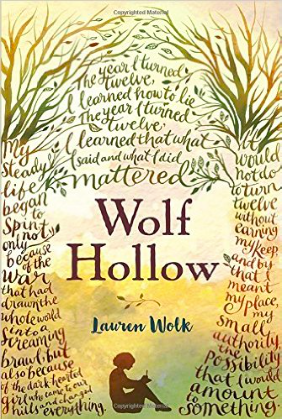 Copyrighted Material
The year I turned
twelve,
I learned how to lie.
The year I turned
twelve
I learned that what
I said and what I did
mattered
My
steady
life
began
to
spin, not
only
because
of the
war
that had
drawn the
whole world
into a
screaming
brawl, but
also because
of the dark-hearted
girl who came to our
hills and changed
everything.
Wolf
Hollow
Lauren Wolk
it would
not do
to turn
twelve
without
earning
my keep,
and by
that
meant
my place,
my
small
authority,
the
possibility
that I would
amount
to
something.